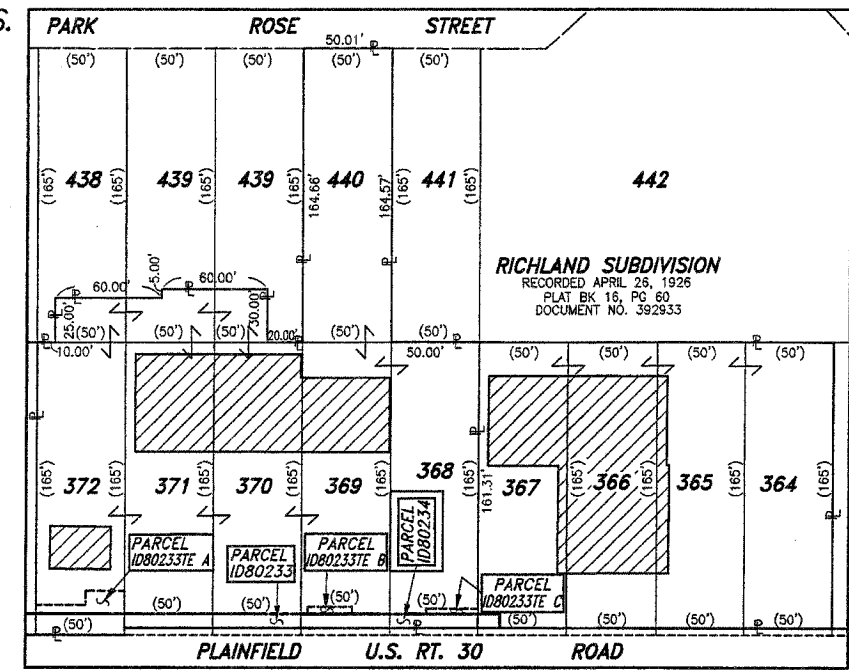 S.
PARK ROSE STREET
50.01'
(50') (50') (50') (50') (50')
(165') 438 (165') 439 (165') 439 164.66' 440 164.57' 441 (165') (165') 442
RICHLAND SUBDIVISION
RECORDED APRIL 26, 1926
PLAT BK 16, PG 60
DOCUMENT NO. 392933
60.00' 5.00' 60.00'
25.00' 30.00'
(50') (50') (50') 20.00' (50')
10.00' 50.00' (50') (50') (50') (50')
(165') 372 (165') 371 (165') 370 (165') 369 368 (165') 161.31' 367 (165') 366 (165') 365 (165') 364 (165')
PARCEL
ID80233TE A
PARCEL
ID80233
PARCEL
ID80233TE B
PARCEL
ID80234
PARCEL
ID80233TE C
(50') (50') (50') (50')
(50') (50') (50') (50') (50')
PLAINFIELD U.S. RT. 30 ROAD